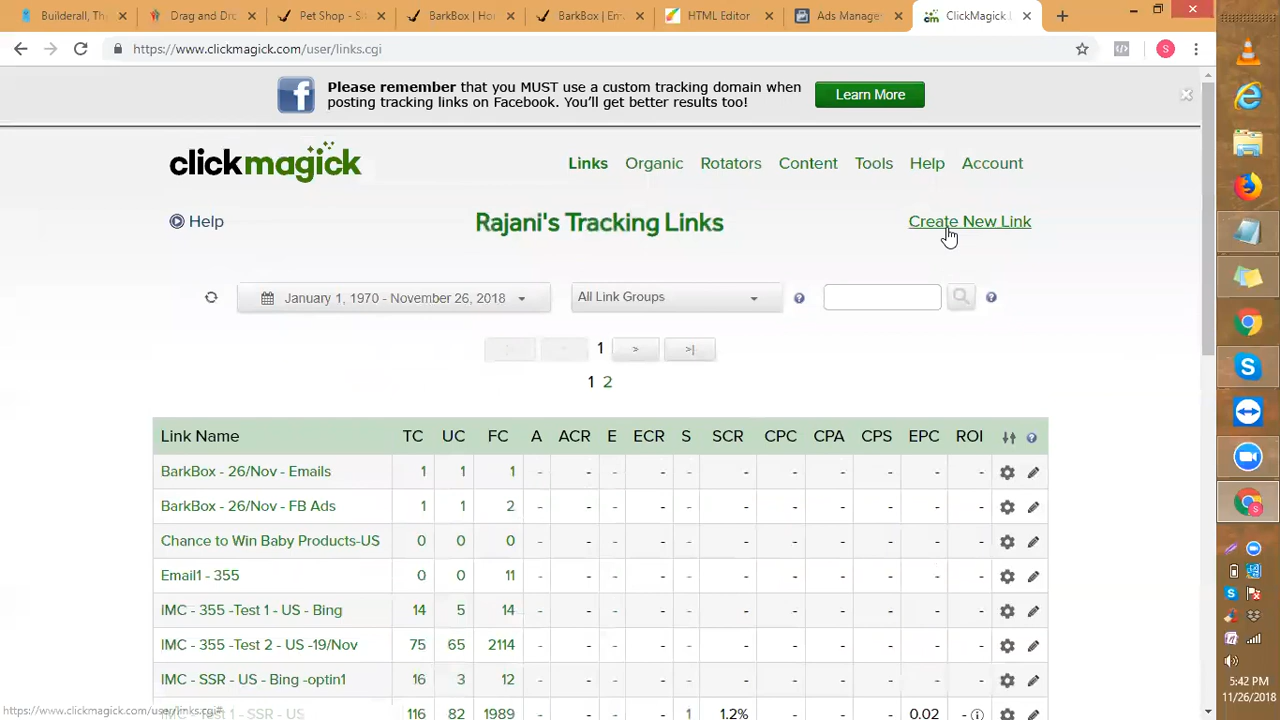 Builderall, Th
Drag and Dro
Pet Shop - Si
BarkBox | Ho
BarkBox | Em
HTML Editor
Ads Manage
ClickMagick L
https://www.clickmagick.com/user/links.cgi
S
Please remember that you MUST use a custom tracking domain when
posting tracking links on Facebook. You'll get better results too!
Learn More
clickmagick
Links Organic Rotators Content Tools Help Account
Help
Rajani's Tracking Links
Create New Link
January 1, 1970 - November 26, 2018
All Link Groups
1 > >|
1 2
Link Name TC UC FC A ACR E ECR S SCR CPC CPA CPS EPC ROI
BarkBox - 26/Nov - Emails 1 1 1 - - - - - - - - - - -
BarkBox - 26/Nov - FB Ads 1 1 2 - - - - - - - - - - -
Chance to Win Baby Products-US 0 0 0 - - - - - - - - - - -
Email1 - 355 0 0 11 - - - - - - - - - - -
IMC - 355 -Test 1 - US - Bing 14 5 14 - - - - - - - - - - -
IMC - 355 -Test 2 - US -19/Nov 75 65 2114 - - - - - - - - - - -
IMC - SSR - US - Bing -optin1 16 3 12 - - - - - - - - - - -
IMC - Test 1 - SSR - US 116 82 1989 - - - - 1 1.2% - - - 0.02 -
https://www.clickmagick.com/user/links.cgi#
5:42 PM
11/26/2018